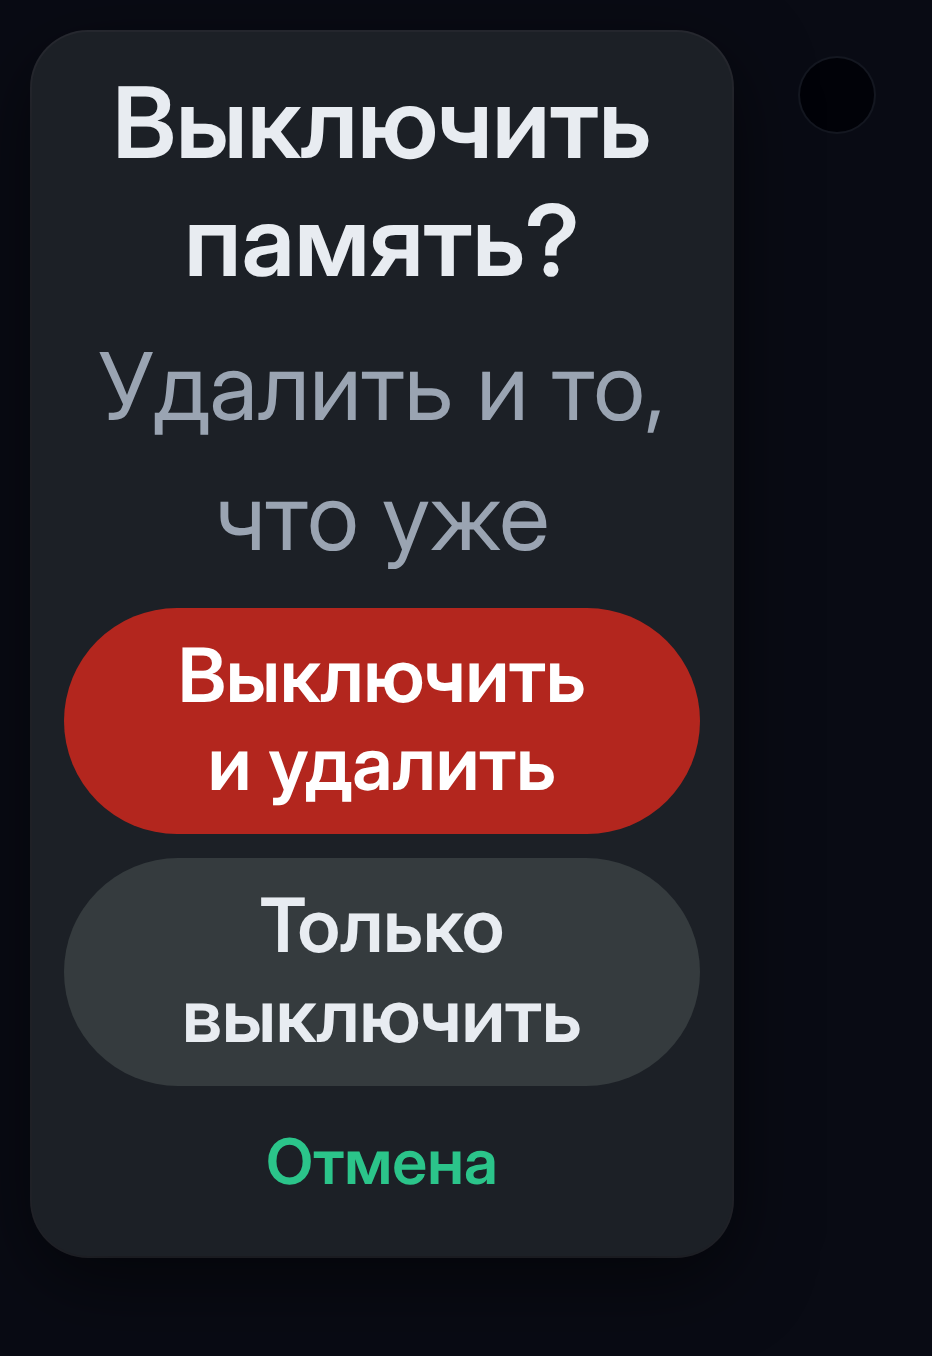 Выключить
память?
Удалить и то,
что уже
Выключить
и удалить
Только
выключить
Отмена